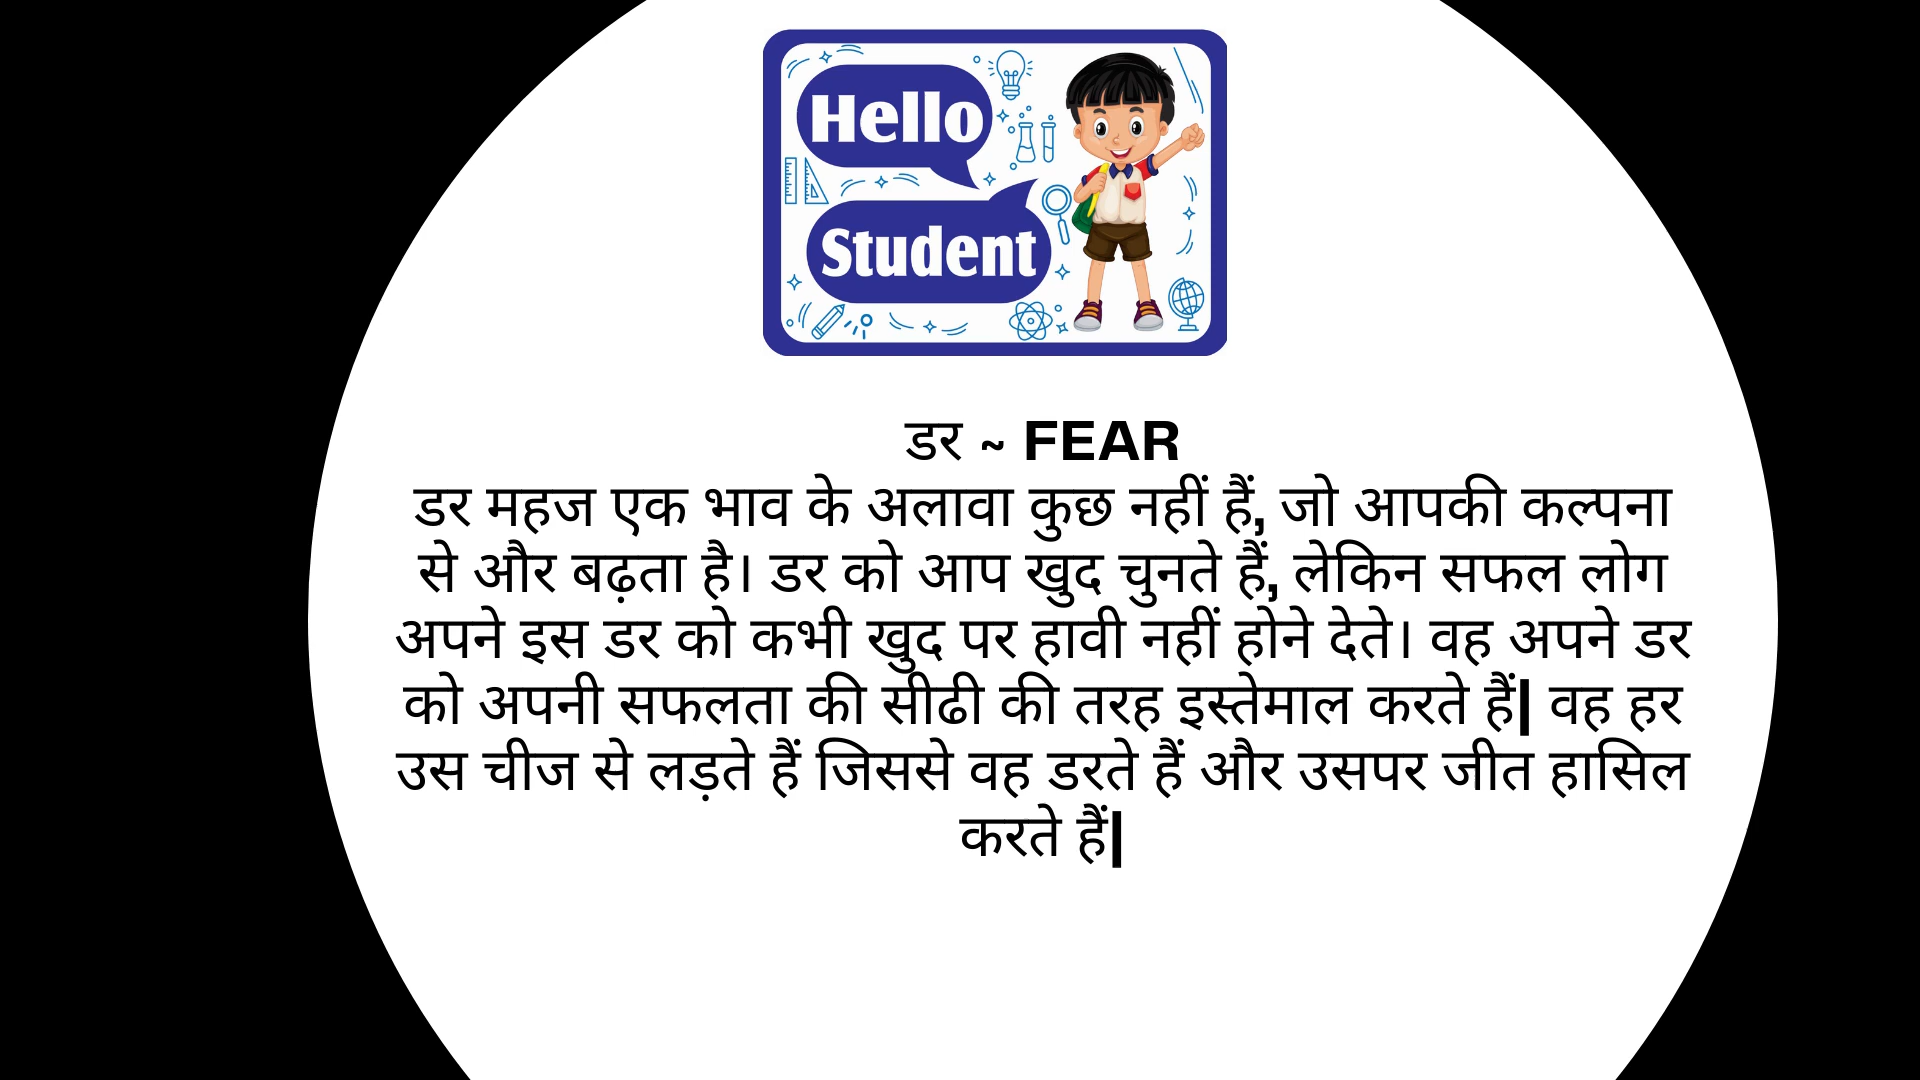 Hello
Student
डर ~ FEAR
डर महज एक भाव के अलावा कुछ नहीं हैं, जो आपकी कल्पना
से और बढ़ता है। डर को आप खुद चुनते हैं, लेकिन सफल लोग
अपने इस डर को कभी खुद पर हावी नहीं होने देते। वह अपने डर
को अपनी सफलता की सीढी की तरह इस्तेमाल करते हैं| वह हर
उस चीज से लड़ते हैं जिससे वह डरते हैं और उसपर जीत हासिल
करते हैं|